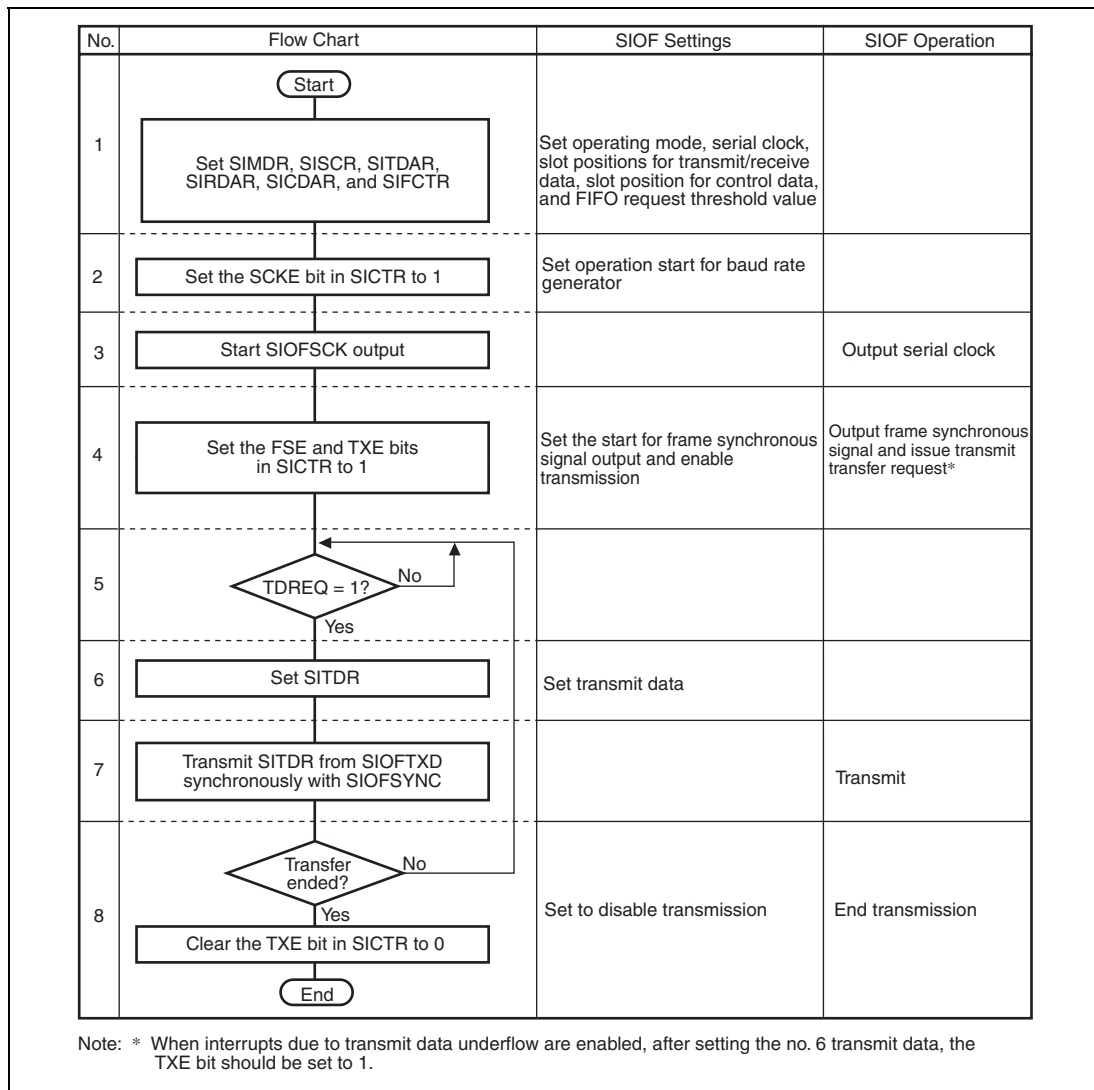 No.
Flow Chart
SIOF Settings
SIOF Operation
Start
1
Set SIMDR, SISCR, SITDAR,
SIRDAR, SICDAR, and SIFCTR
Set operating mode, serial clock,
slot positions for transmit/receive
data, slot position for control data,
and FIFO request threshold value
2
Set the SCKE bit in SICTR to 1
Set operation start for baud rate
generator
3
Start SIOFSCK output
Output serial clock
4
Set the FSE and TXE bits
in SICTR to 1
Set the start for frame synchronous
signal output and enable
transmission
Output frame synchronous
signal and issue transmit
transfer request*
5
TDREQ = 1?
No
Yes
6
Set SITDR
Set transmit data
7
Transmit SITDR from SIOFTXD
synchronously with SIOFSYNC
Transmit
8
Transfer
ended?
No
Yes
Clear the TXE bit in SICTR to 0
Set to disable transmission
End transmission
End
Note: * When interrupts due to transmit data underflow are enabled, after setting the no. 6 transmit data, the
TXE bit should be set to 1.